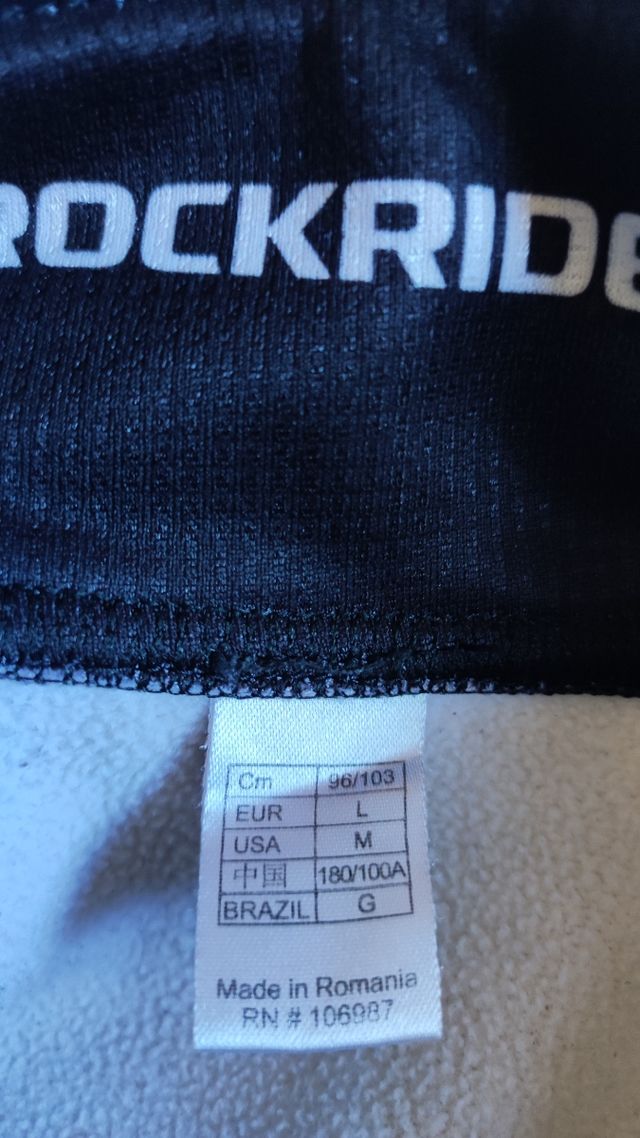 ROCKRIDE
Cm 96/103
EUR L
USA M
中国 180/100A
BRAZIL G
Made in Romania
RN # 106987